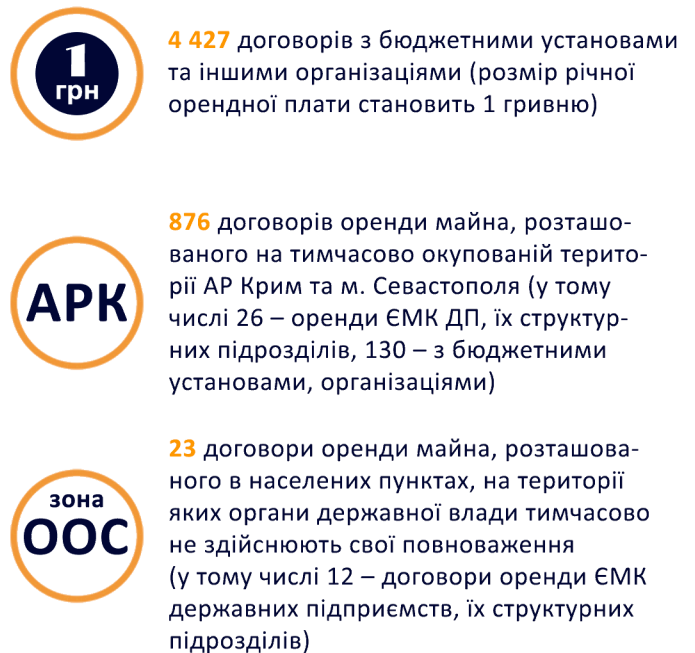 1
грн
4 427 договорів з бюджетними установами
та іншими організаціями (розмір річної
орендної плати становить 1 гривню)
АРК
876 договорів оренди майна, розташо-
ваного на тимчасово окупованій терито-
рії АР Крим та м. Севастополя (у тому
числі 26 – оренди ЄМК ДП, їх структур-
них підрозділів, 130 – з бюджетними
установами, організаціями)
зона
ООС
23 договори оренди майна, розташова-
ного в населених пунктах, на території
яких органи державної влади тимчасово
не здійснюють свої повноваження
(у тому числі 12 – договори оренди ЄМК
державних підприємств, їх структурних
підрозділів)